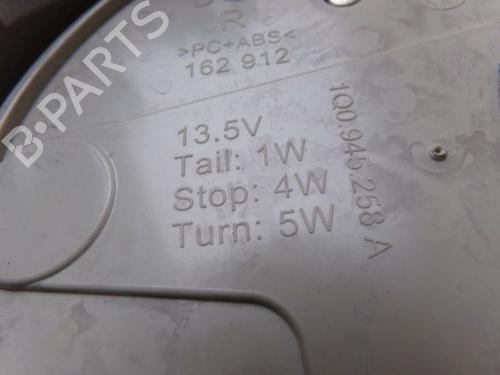 R
>PC+ABS<
162 912
13.5V
Tail: 1W
Stop: 4W
Turn: 5W
1Q0.945.258 A
B-PARTS